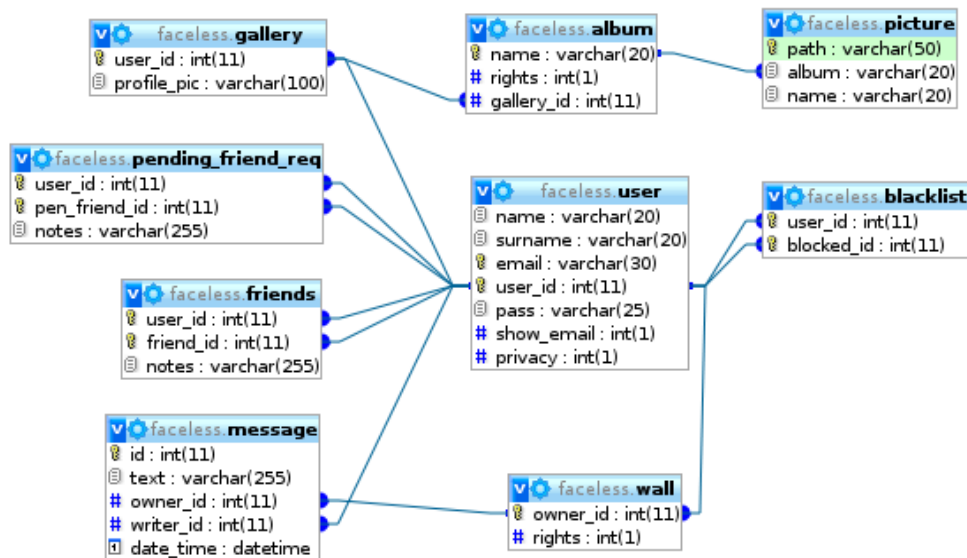 faceless.gallery
user_id : int(11)
profile_pic : varchar(100)
faceless.album
name : varchar(20)
rights : int(1)
gallery_id : int(11)
faceless.picture
path : varchar(50)
album : varchar(20)
name : varchar(20)
faceless.pending_friend_req
user_id : int(11)
pen_friend_id : int(11)
notes : varchar(255)
faceless.user
name : varchar(20)
surname : varchar(20)
email : varchar(30)
user_id : int(11)
pass : varchar(25)
show_email : int(1)
privacy : int(1)
faceless.blacklist
user_id : int(11)
blocked_id : int(11)
faceless.friends
user_id : int(11)
friend_id : int(11)
notes : varchar(255)
faceless.message
id : int(11)
text : varchar(255)
owner_id : int(11)
writer_id : int(11)
date_time : datetime
faceless.wall
owner_id : int(11)
rights : int(1)